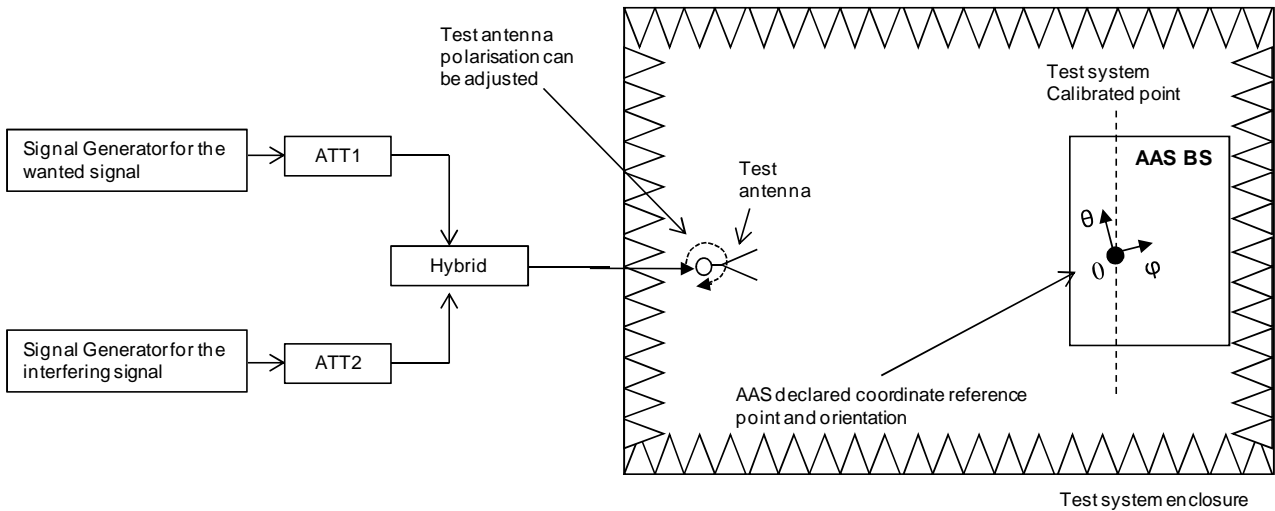 Test antenna
polarisation can
be adjusted
Test system
Calibrated point
Signal Generator for the
wanted signal
ATT1
AAS BS
Test
antenna
θ
Hybrid
0
φ
Signal Generator for the
interfering signal
ATT2
AAS declared coordinate reference
point and orientation
Test system enclosure